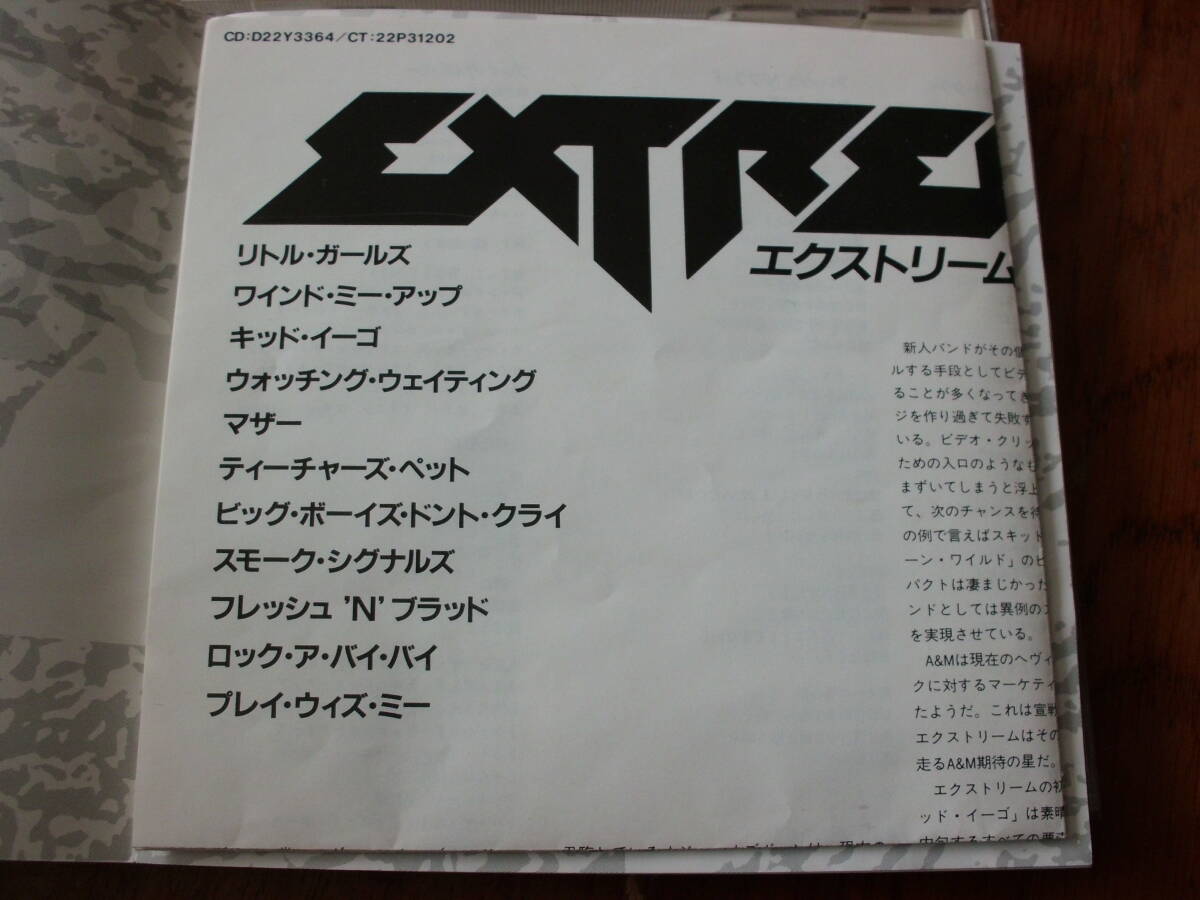 CD:D22Y3364/CT:22P31202
EXTRE
エクストリーム
リトル・ガールズ
ワインド・ミー・アップ
キッド・イーゴ
ウォッチング・ウェイティング
マザー
ティーチャーズ・ペット
ビッグ・ボーイズ・ドント・クライ
スモーク・シグナルズ
フレッシュ 'N' ブラッド
ロック・ア・バイ・バイ
プレイ・ウィズ・ミー
新人バンドがその個
ルする手段としてビデ
ることが多くなってき
ジを作り過ぎて失敗す
いる。ビデオ・クリッ
ための入口のようなも
まずいてしまうと浮上
て、次のチャンスを待
の例で言えばスキッド
ーン・ワイルド」のビ
パクトは凄まじかった
ンドとしては異例の
を実現させている。
A&Mは現在のヘヴィ
クに対するマーケティ
たようだ。これは宣戦
エクストリームはその
走るA&M期待の星だ。
エクストリームの初
ッド・イーゴ」は素晴